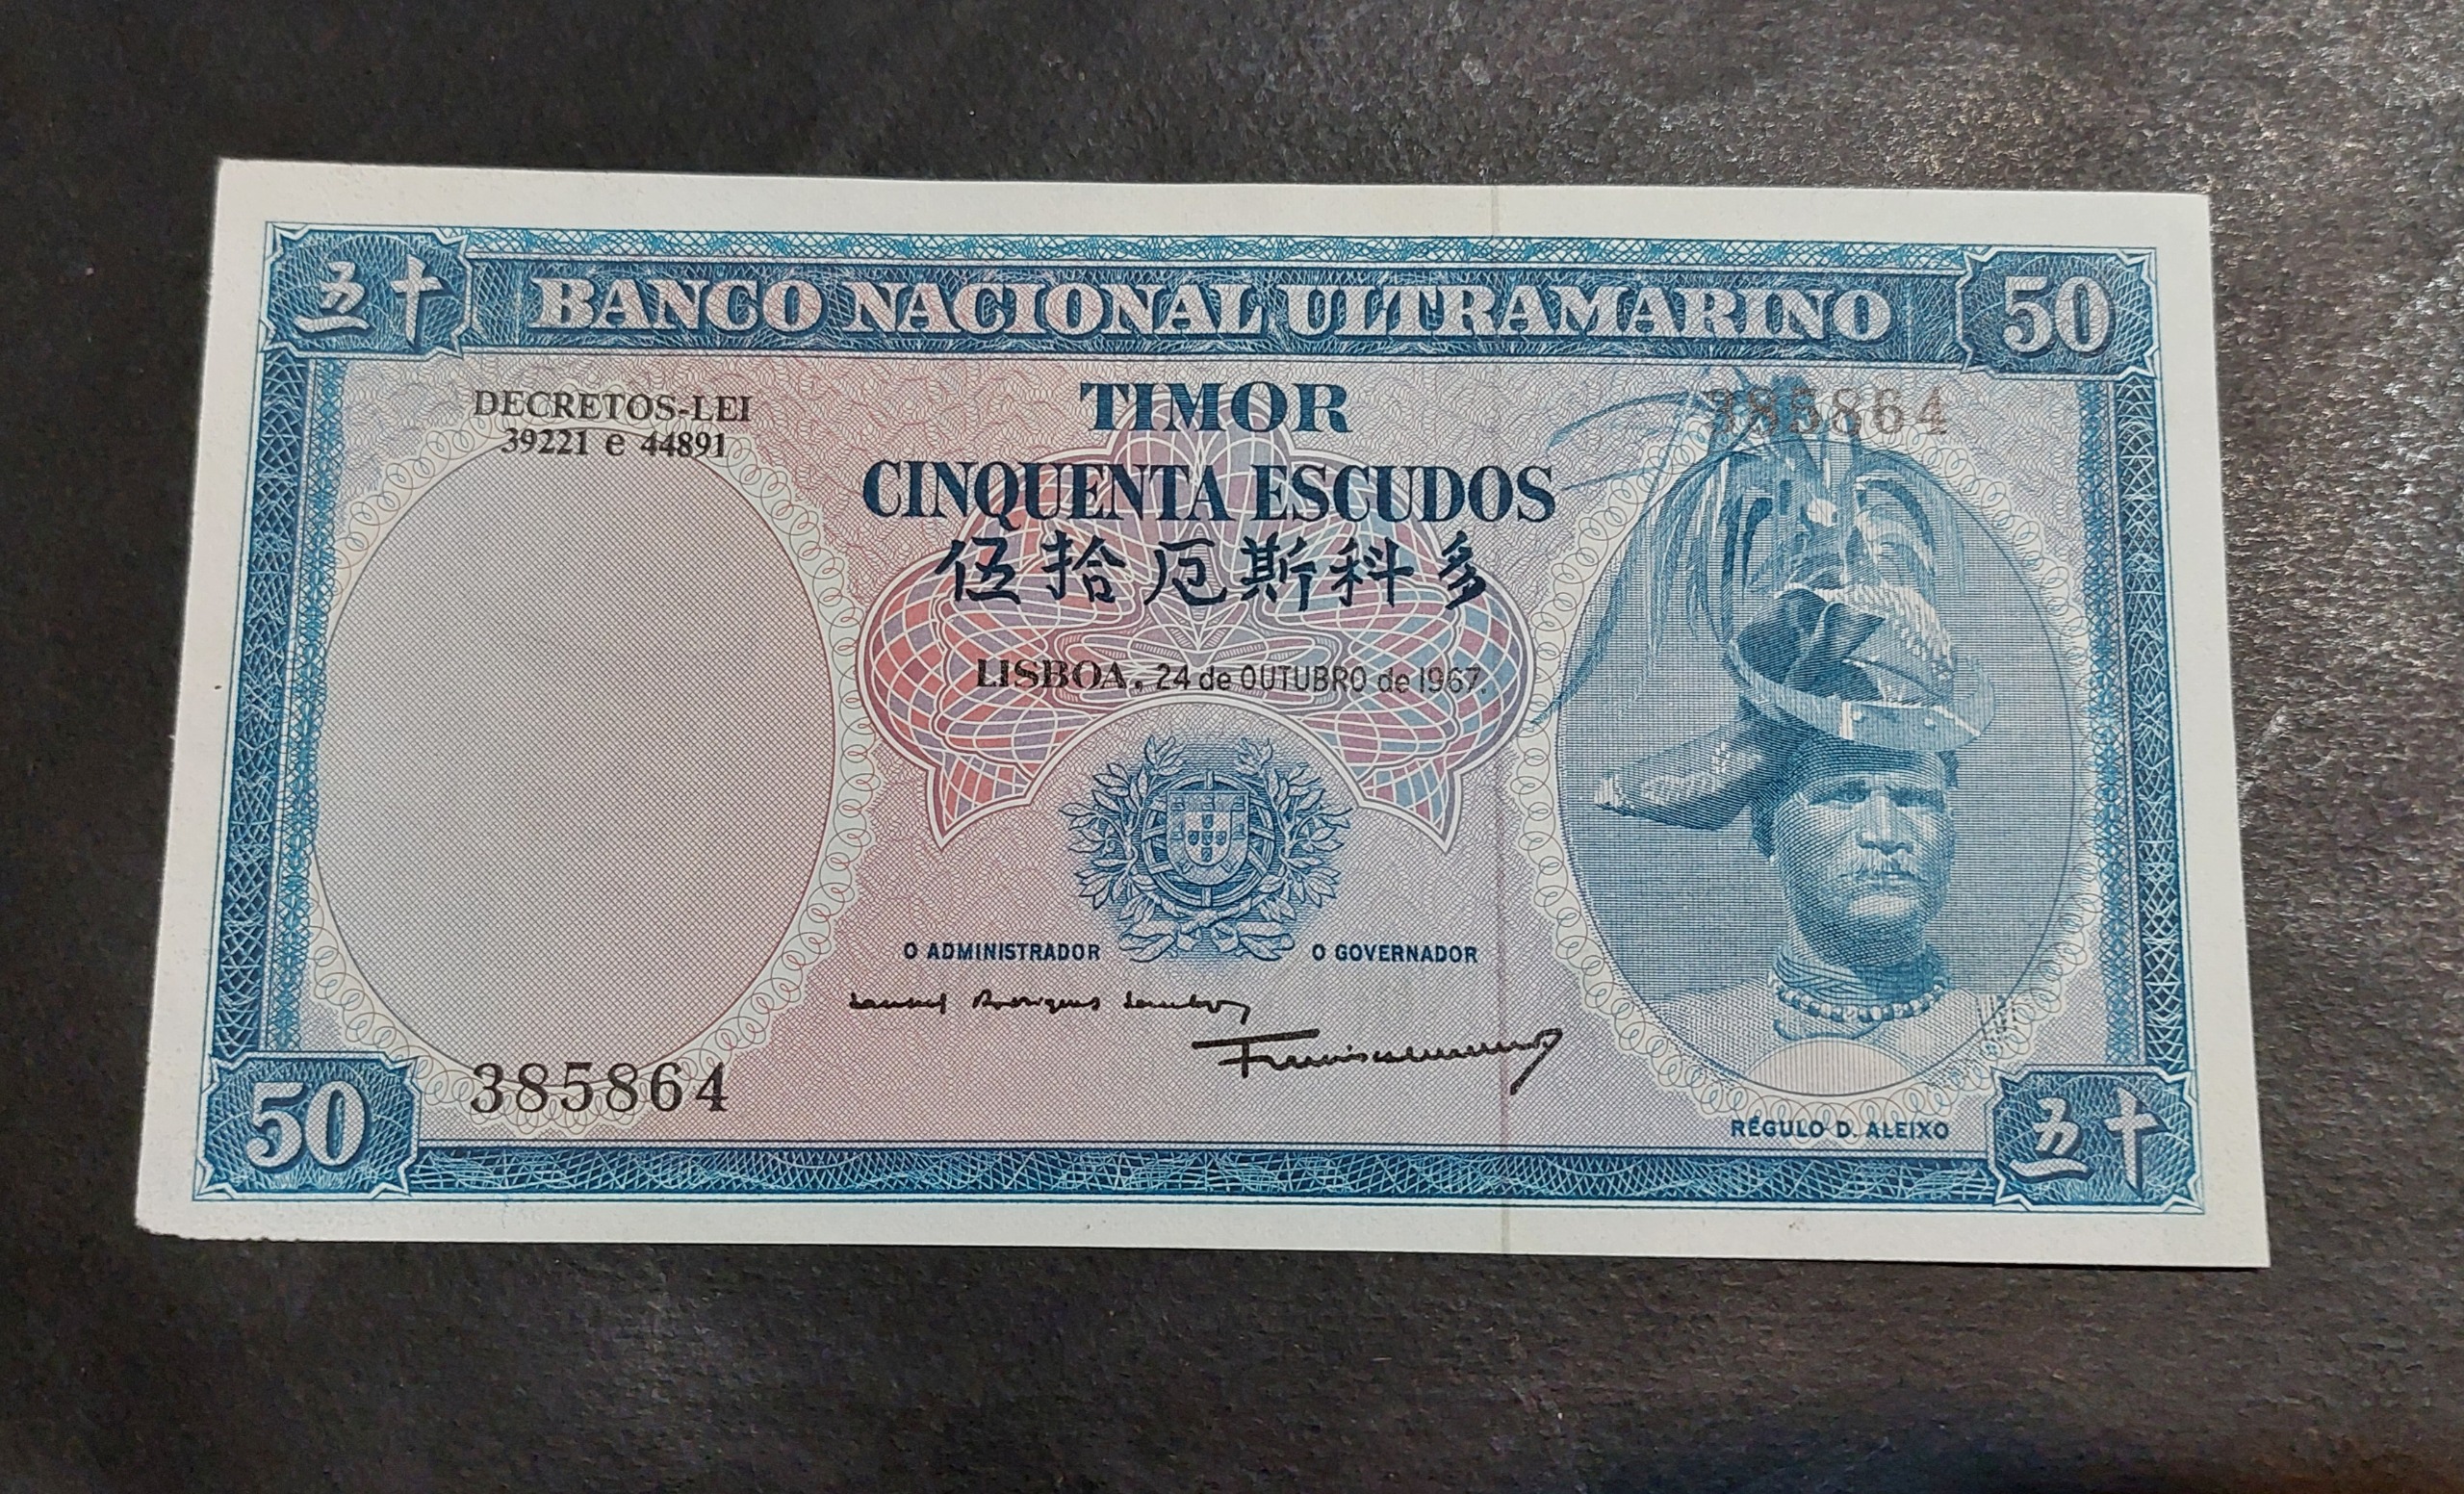 五十
BANCO NACIONAL ULTRAMARINO
50
DECRETOS-LEI
39221 e 44891
TIMOR
385864
CINQUENTA ESCUDOS
伍拾厄斯科多
LISBOA, 24 de OUTUBRO de 1967.
O ADMINISTRADOR
O GOVERNADOR
385864
RÉGULO D. ALEIXO
50
五十